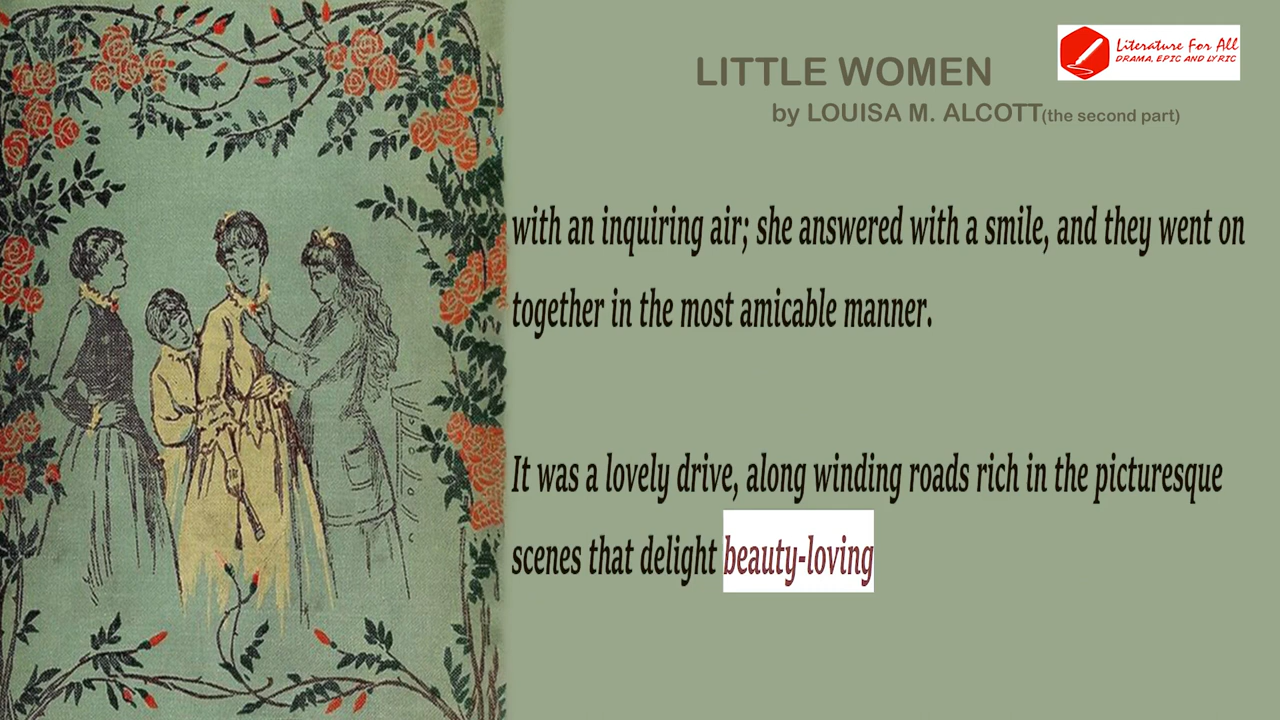 LITTLE WOMEN
by LOUISA M. ALCOTT(the second part)
Literature For All
DRAMA, EPIC AND LYRIC
with an inquiring air; she answered with a smile, and they went on
together in the most amicable manner.
It was a lovely drive, along winding roads rich in the picturesque
scenes that delight beauty-loving